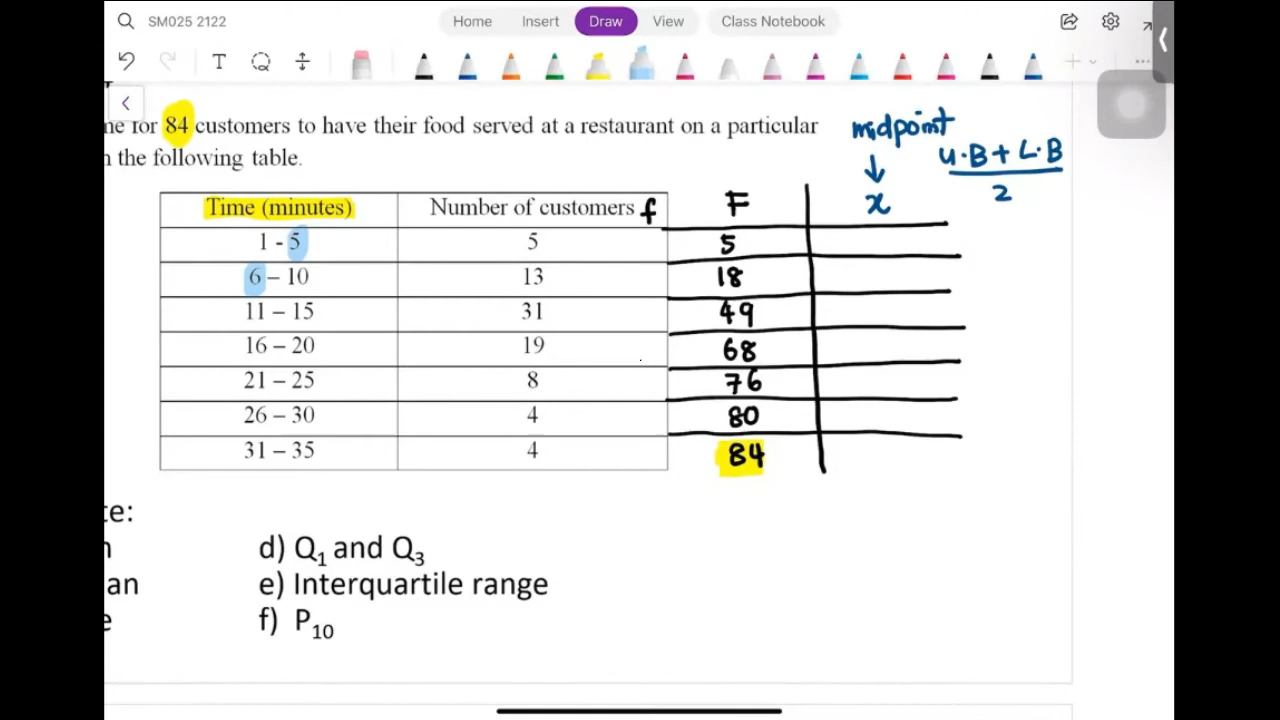 SM025 2122
Home Insert Draw View Class Notebook
T
me for 84 customers to have their food served at a restaurant on a particular
the following table.
midpoint
U.B + L.B
2
x
Time (minutes) Number of customers f F
1 - 5 5 5
6 – 10 13 18
11 – 15 31 49
16 – 20 19 68
21 – 25 8 76
26 – 30 4 80
31 – 35 4 84
te:
d) Q₁ and Q₃
an e) Interquartile range
e f) P₁₀